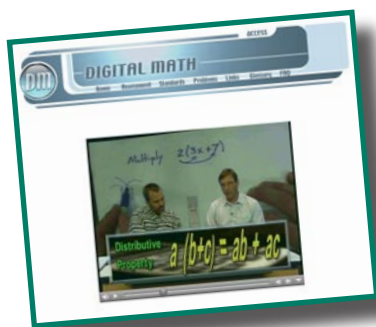 ACCESS
DM
DIGITAL MATH
Home Assessment Standards Problems Links Glossary FAQ
Multiply 2(3x+7)
Distributive
Property
a (b+c) = ab + ac